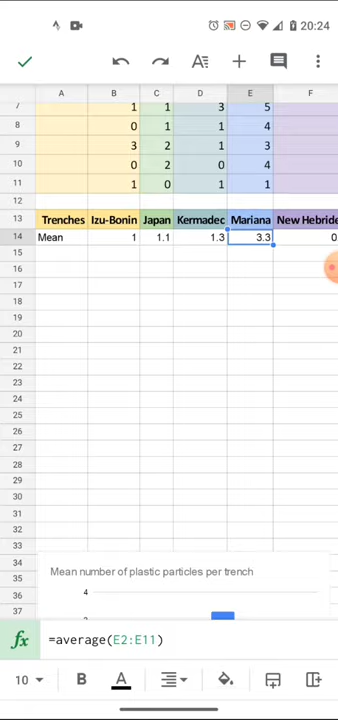 20:24
A B C D E F
7 1 1 3 5
8 0 1 1 4
9 3 2 1 3
10 0 2 0 4
11 1 0 1 1
12
13 Trenches Izu-Bonin Japan Kermadec Mariana New Hebride
14 Mean 1 1.1 1.3 3.3 0.
15
16
17
18
19
20
21
22
23
24
25
26
27
28
29
30
31
32
33
34
35
36
37
Mean number of plastic particles per trench
4
fx =average(E2:E11)
10 B A